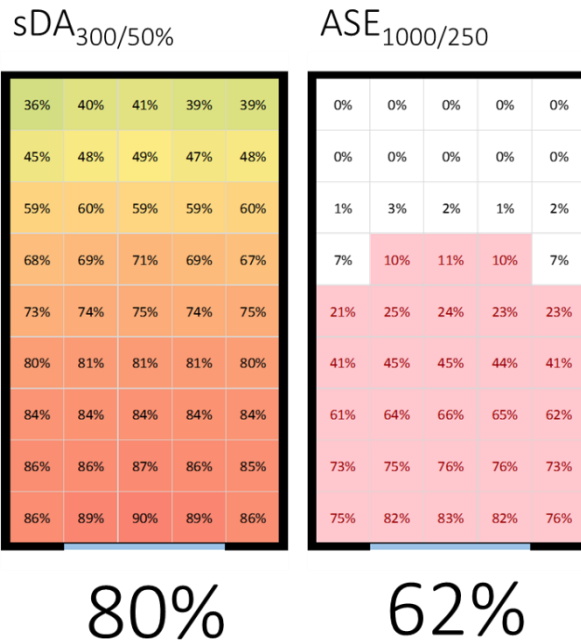 sDA300/50%
ASE1000/250
36% 40% 41% 39% 39%
45% 48% 49% 47% 48%
59% 60% 59% 59% 60%
68% 69% 71% 69% 67%
73% 74% 75% 74% 75%
80% 81% 81% 81% 80%
84% 84% 84% 84% 84%
86% 86% 87% 86% 85%
86% 89% 90% 89% 86%
80%
0% 0% 0% 0% 0%
0% 0% 0% 0% 0%
1% 3% 2% 1% 2%
7% 10% 11% 10% 7%
21% 25% 24% 23% 23%
41% 45% 45% 44% 41%
61% 64% 66% 65% 62%
73% 75% 76% 76% 73%
75% 82% 83% 82% 76%
62%